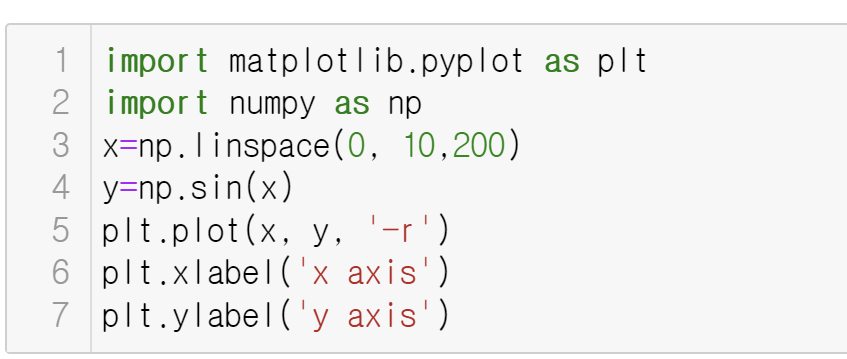 1 import matplotlib.pyplot as plt
2 import numpy as np
3 x=np.linspace(0, 10,200)
4 y=np.sin(x)
5 plt.plot(x, y, '-r')
6 plt.xlabel('x axis')
7 plt.ylabel('y axis')